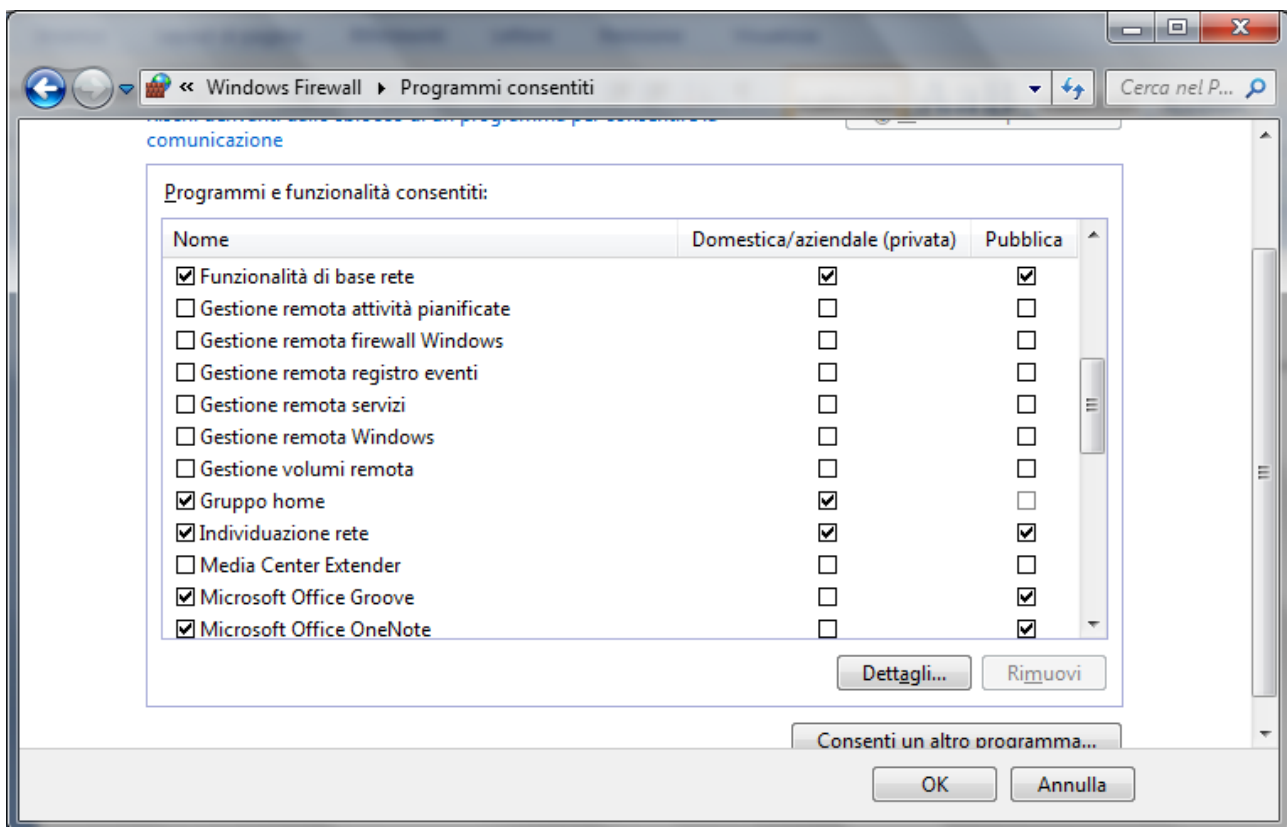 « Windows Firewall ▸ Programmi consentiti
Cerca nel P...
comunicazione
Programmi e funzionalità consentiti:
Nome Domestica/aziendale (privata) Pubblica
Funzionalità di base rete
Gestione remota attività pianificate
Gestione remota firewall Windows
Gestione remota registro eventi
Gestione remota servizi
Gestione remota Windows
Gestione volumi remota
Gruppo home
Individuazione rete
Media Center Extender
Microsoft Office Groove
Microsoft Office OneNote
Dettagli... Rimuovi
Consenti un altro programma...
OK Annulla